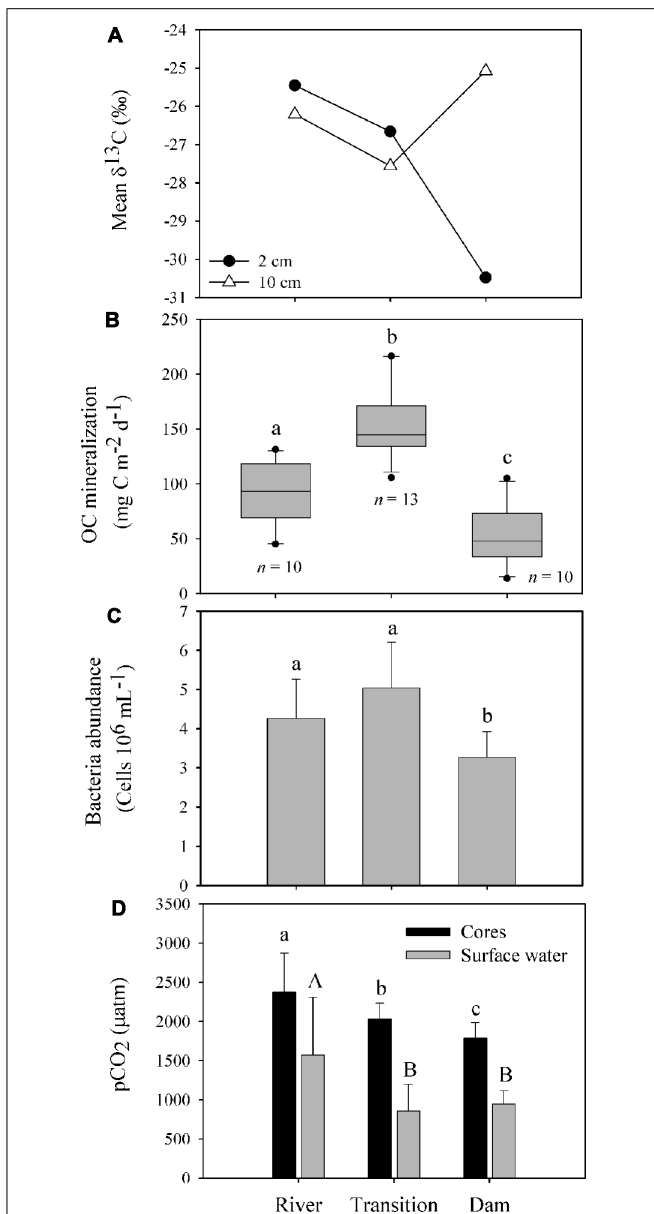 A
-24
-25
-26
-27
-28
-29
-30
-31
Mean δ¹³C (‰)
2 cm
10 cm
B
250
200
150
100
50
0
OC mineralization
(mg C m⁻² d⁻¹)
a
b
c
n = 10
n = 13
n = 10
C
7
6
5
4
3
2
1
0
Bacteria abundance
(Cells 10⁶ mL⁻¹)
a
a
b
D
3500
3000
2500
2000
1500
1000
500
0
pCO₂ (µatm)
Cores
Surface water
a
A
b
B
c
B
River Transition Dam